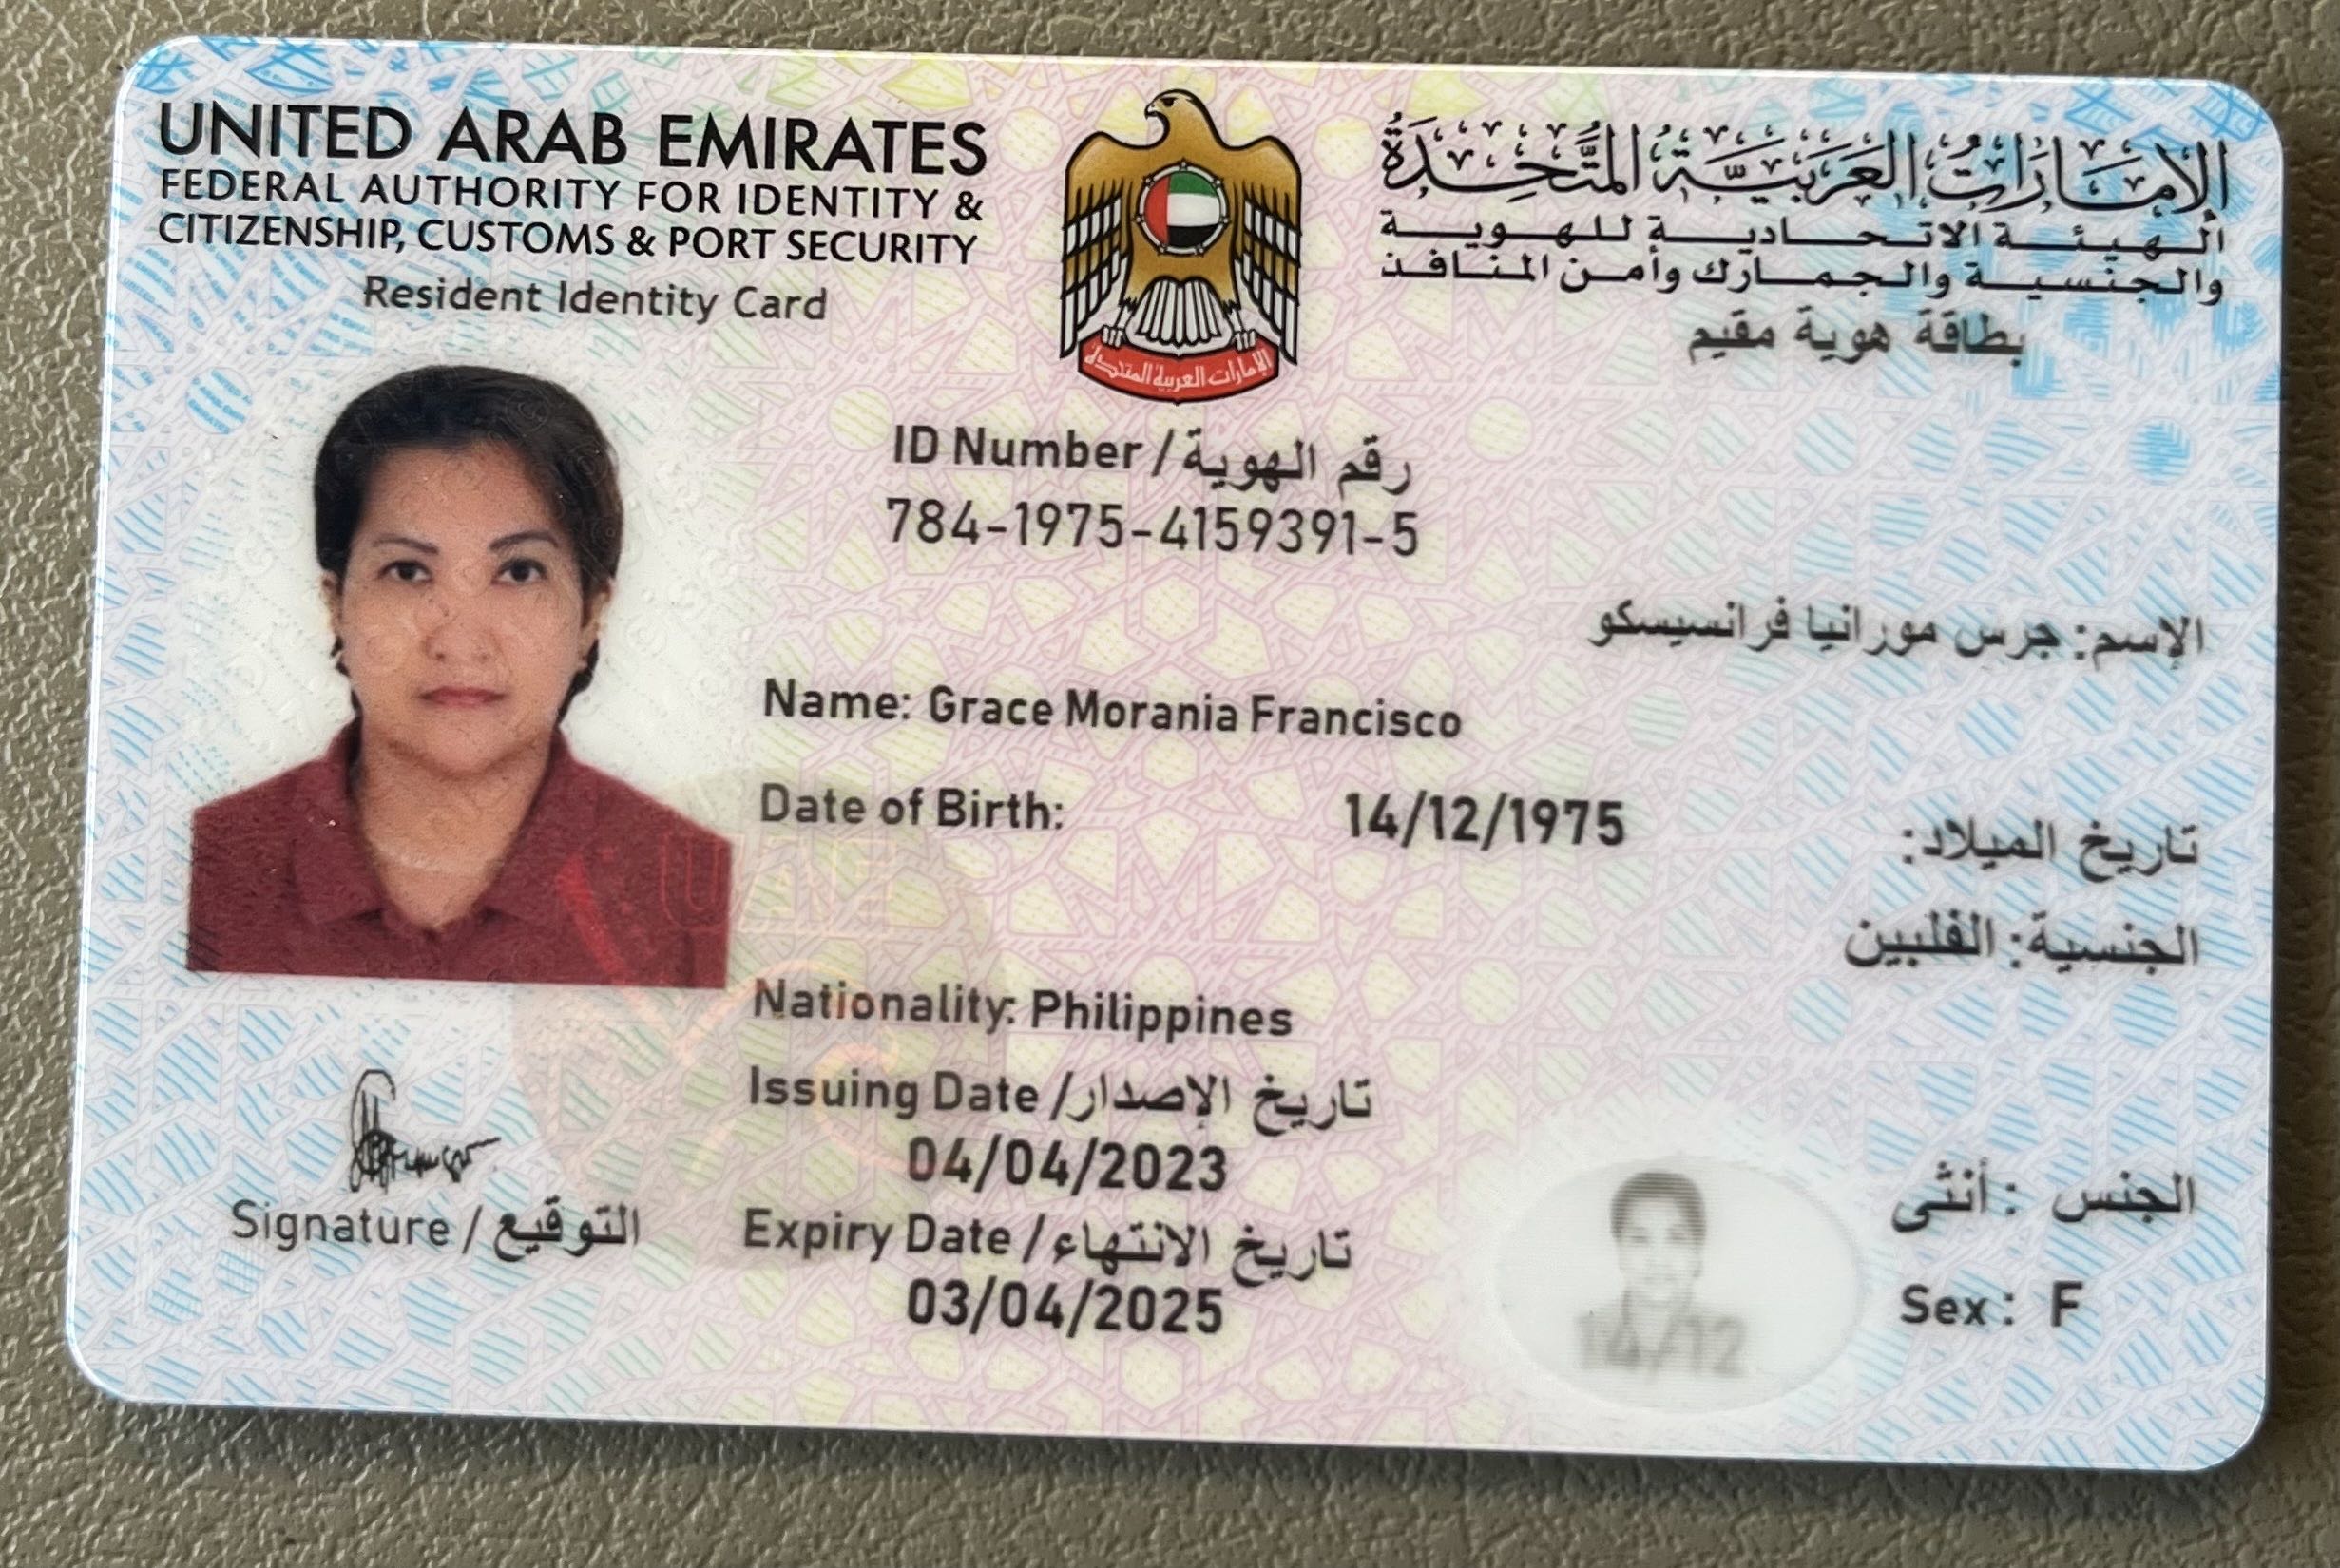 UNITED ARAB EMIRATES
FEDERAL AUTHORITY FOR IDENTITY &
CITIZENSHIP, CUSTOMS & PORT SECURITY
Resident Identity Card
الإمارات العربية المتحدة
الإمارات العربيّة المتّحدة
الهيئة الاتحادية للهوية
والجنسية والجمارك وأمن المنافذ
بطاقة هوية مقيم
ID Number / رقم الهوية
784-1975-4159391-5
الإسم: جرس مورانيا فرانسيسكو
Name: Grace Morania Francisco
Date of Birth: 14/12/1975 تاريخ الميلاد:
الجنسية: الفلبين
Nationality: Philippines
Issuing Date / تاريخ الإصدار
04/04/2023
Expiry Date / تاريخ الانتهاء
03/04/2025
الجنس : أنثى
Sex: F
Signature / التوقيع
UAE
14/12